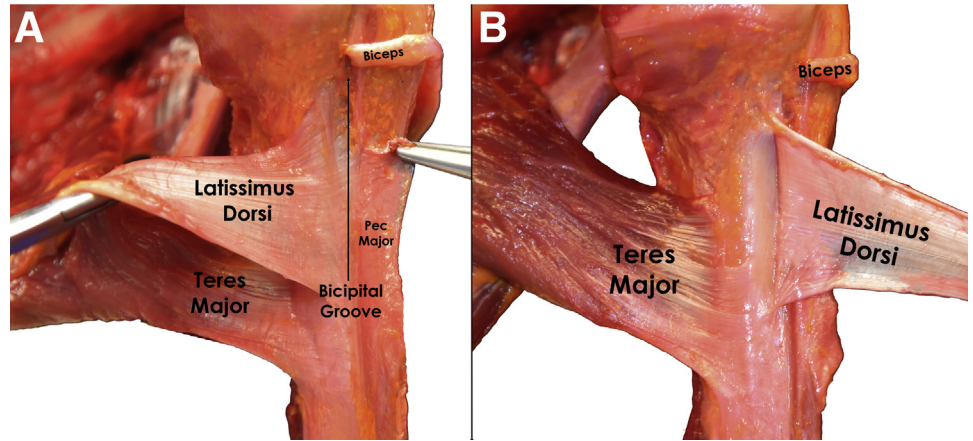 A
Biceps
Latissimus
Dorsi
Pec
Major
Teres
Major
Bicipital
Groove
B
Biceps
Latissimus
Dorsi
Teres
Major